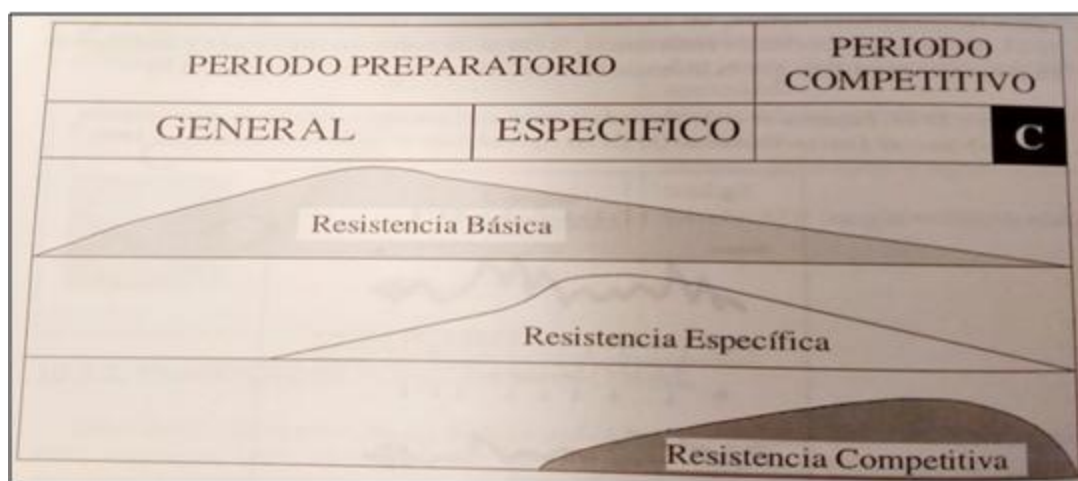 PERIODO PREPARATORIO
PERIODO
COMPETITIVO
GENERAL
ESPECIFICO
C
Resistencia Básica
Resistencia Específica
Resistencia Competitiva